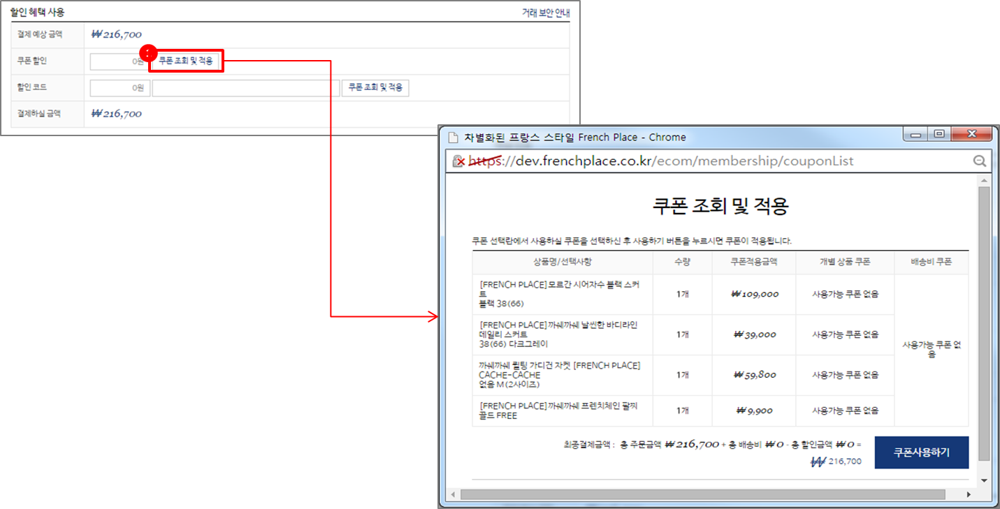 할인 혜택 사용
거래 보안 안내
결제 예상 금액
₩216,700
쿠폰 할인
0원
쿠폰 조회 및 적용
할인 코드
0원
쿠폰 조회 및 적용
결제하실 금액
₩216,700
차별화된 프랑스 스타일 French Place - Chrome
https://dev.frenchplace.co.kr/ecom/membership/couponList
쿠폰 조회 및 적용
쿠폰 선택란에서 사용하실 쿠폰을 선택하신 후 사용하기 버튼을 누르시면 쿠폰이 적용됩니다.
상품명/선택사항
수량
쿠폰적용금액
개별 상품 쿠폰
배송비 쿠폰
[FRENCH PLACE]모르간 시어자수 블랙 스커
트
블랙 38(66)
1개
₩109,000
사용가능 쿠폰 없음
[FRENCH PLACE]까쉐까쉐 날씬한 바디라인
데일리 스커트
38(66) 다크그레이
1개
₩39,000
사용가능 쿠폰 없음
사용가능 쿠폰 없
음
까쉐까쉐 퀼팅 가디건 자켓 [FRENCH PLACE]
CACHE-CACHE
없음 M(2사이즈)
1개
₩59,800
사용가능 쿠폰 없음
[FRENCH PLACE]까쉐까쉐 프렌치체인 팔찌
골드 FREE
1개
₩9,900
사용가능 쿠폰 없음
최종결제금액 : 총 주문금액 ₩216,700 + 총 배송비 ₩0 - 총 할인금액 ₩0 =
₩ 216,700
쿠폰사용하기